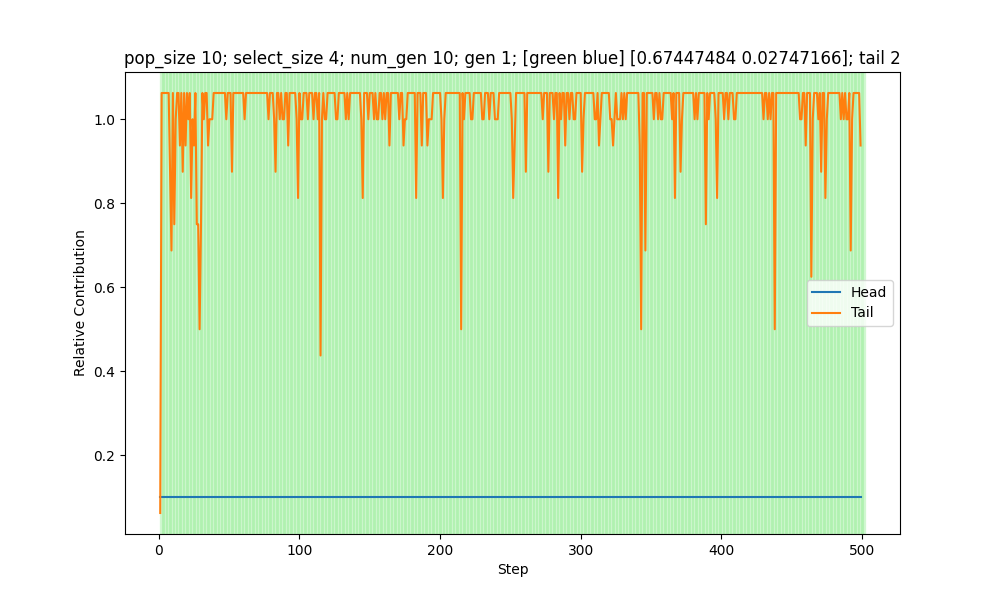 pop_size 10; select_size 4; num_gen 10; gen 1; [green blue] [0.67447484 0.02747166]; tail 2
Relative Contribution
1.0
0.8
0.6
0.4
0.2
Head
Tail
0
100
200
300
400
500
Step